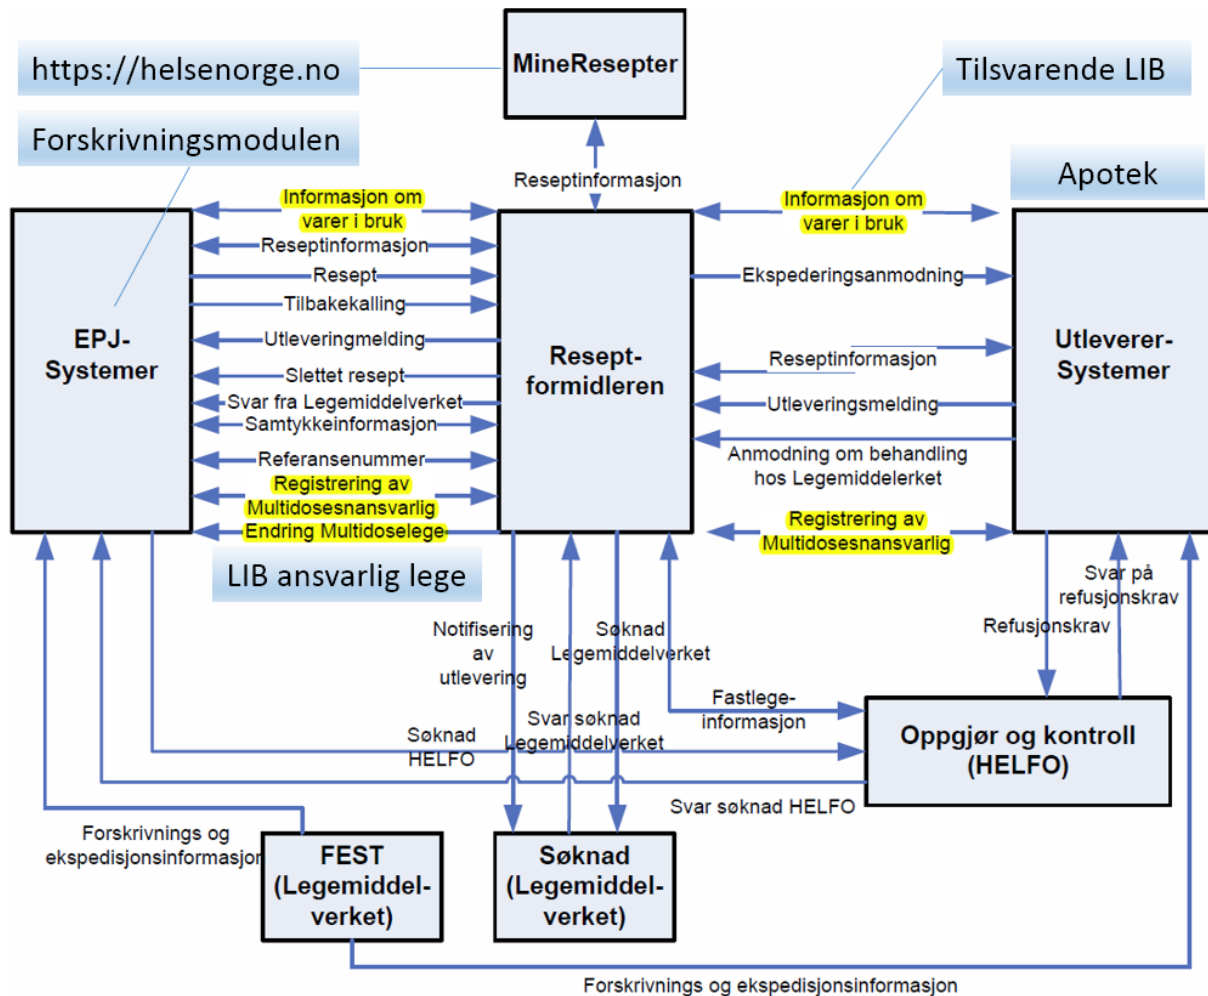 https://helsenorge.no
MineResepter
Tilsvarende LIB
Forskrivningsmodulen
Apotek
Reseptinformasjon
Informasjon om
varer i bruk
Reseptinformasjon
Resept
Tilbakekalling
Utleveringmelding
Slettet resept
Svar fra Legemiddelverket
Samtykkeinformasjon
Referansenummer
Registrering av
Multidosesnansvarlig
Endring Multidoselege
LIB ansvarlig lege
EPJ-
Systemer
Resept-
formidleren
Informasjon om
varer i bruk
Ekspederingsanmodning
Reseptinformasjon
Utleveringsmelding
Anmodning om behandling
hos Legemiddelerket
Registrering av
Multidosesnansvarlig
Utleverer-
Systemer
Notifisering
av
utlevering
Søknad
Legemiddelverket
Svar søknad
Legemiddelverket
Fastlege-
informasjon
Refusjonskrav
Svar på
refusjonskrav
Søknad
HELFO
Oppgjør og kontroll
(HELFO)
Svar søknad HELFO
Forskrivnings og
ekspedisjonsinformasjon
FEST
(Legemiddel-
verket)
Søknad
(Legemiddel-
verket)
Forskrivnings og ekspedisjonsinformasjon